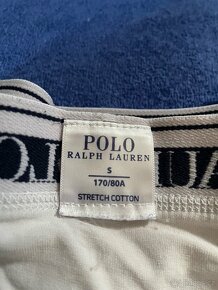 POLO
RALPH LAUREN
S
170/80A
STRETCH COTTON